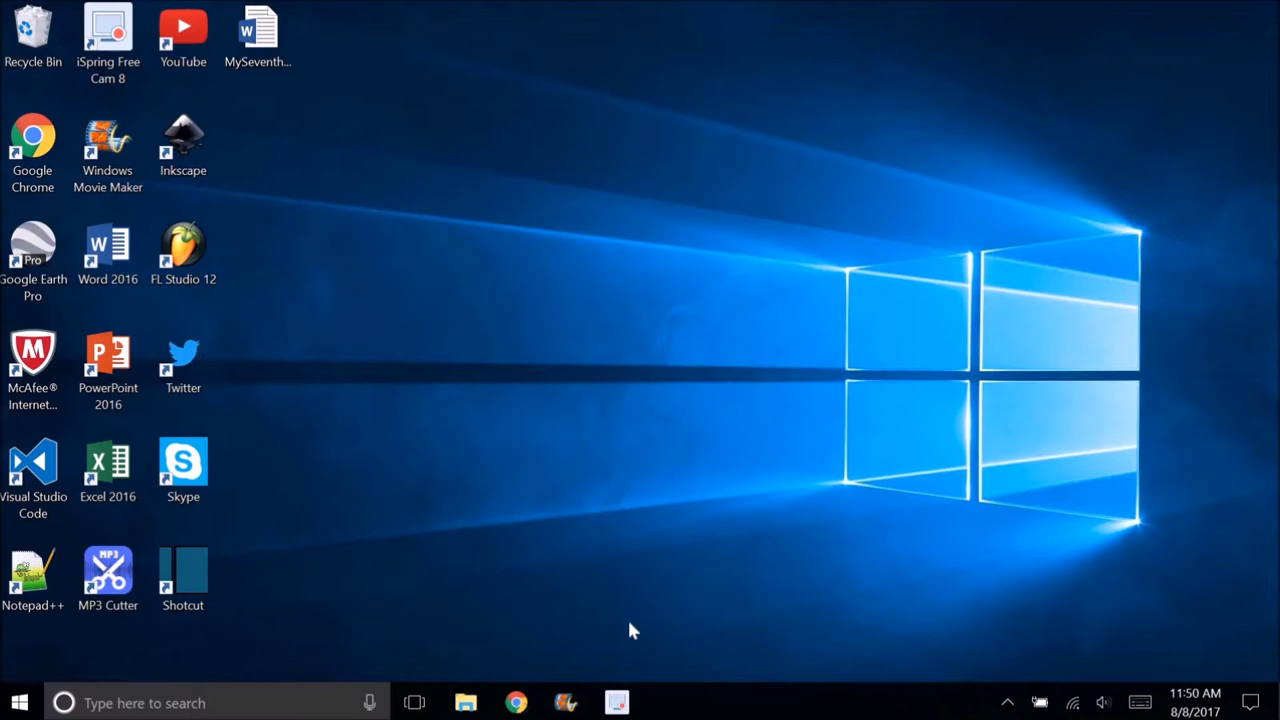 Recycle Bin
iSpring Free
Cam 8
YouTube
MySeventh...
Google
Chrome
Windows
Movie Maker
Inkscape
Pro
Google Earth
Pro
W
Word 2016
FL Studio 12
M
McAfee®
Internet...
P
PowerPoint
2016
Twitter
Visual Studio
Code
X
Excel 2016
S
Skype
Notepad++
MP3
MP3 Cutter
Shotcut
Type here to search
11:50 AM
8/8/2017